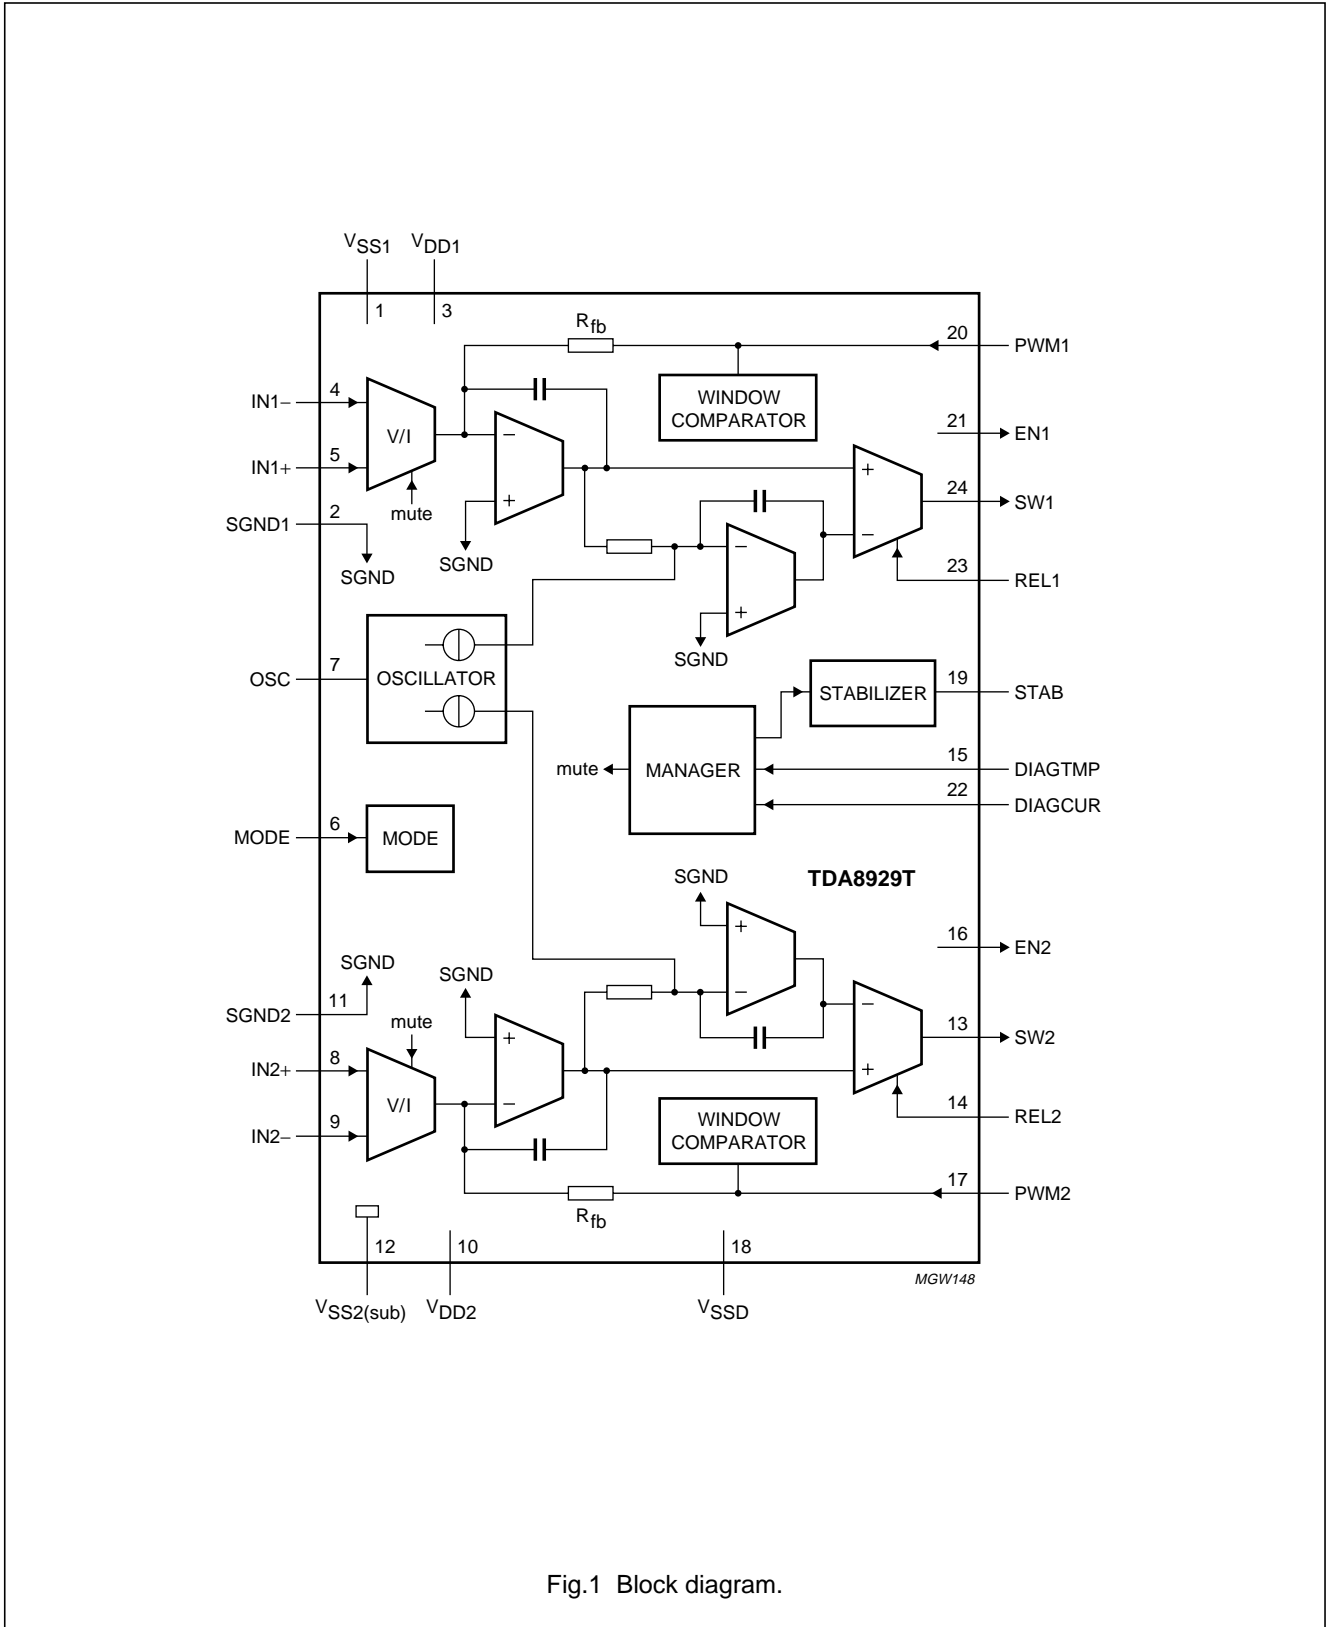 VSS1 VDD1
1 3
Rfb
20 PWM1
WINDOW
COMPARATOR
IN1− 4
V/I
−
21 EN1
IN1+ 5
+
+
24 SW1
mute
SGND1 2
SGND
SGND
−
−
23 REL1
+
SGND
OSC 7
OSCILLATOR
STABILIZER
19 STAB
mute
MANAGER
15 DIAGTMP
22 DIAGCUR
MODE 6
MODE
SGND
TDA8929T
+
16 EN2
SGND
SGND
SGND2 11
mute
−
−
13 SW2
+
IN2+ 8
+
V/I
−
WINDOW
COMPARATOR
14 REL2
IN2− 9
17 PWM2
Rfb
12 10 18
MGW148
VSS2(sub) VDD2 VSSD
Fig.1 Block diagram.